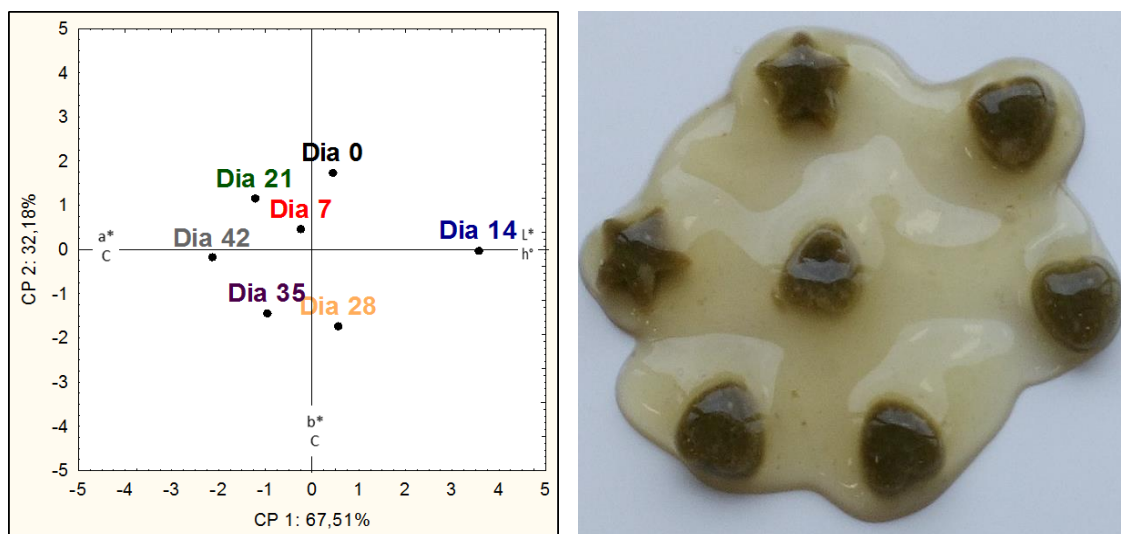 5
4
3
2
1
0
-1
-2
-3
-4
-5
CP 2: 32,18%
Dia 0
Dia 21
Dia 7
Dia 42
Dia 14
Dia 35
Dia 28
a*
C
L*
h°
b*
C
-5 -4 -3 -2 -1 0 1 2 3 4 5
CP 1: 67,51%